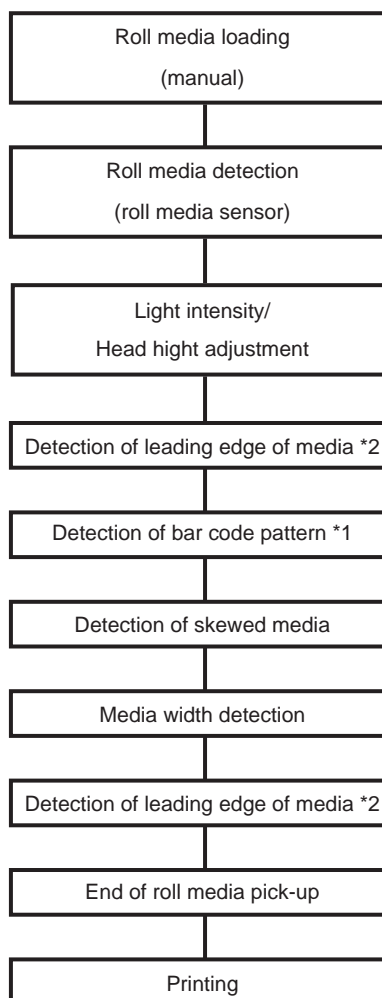 Roll media loading
(manual)
Roll media detection
(roll media sensor)
Light intensity/
Head hight adjustment
Detection of leading edge of media *2
Detection of bar code pattern *1
Detection of skewed media
Media width detection
Detection of leading edge of media *2
End of roll media pick-up
Printing